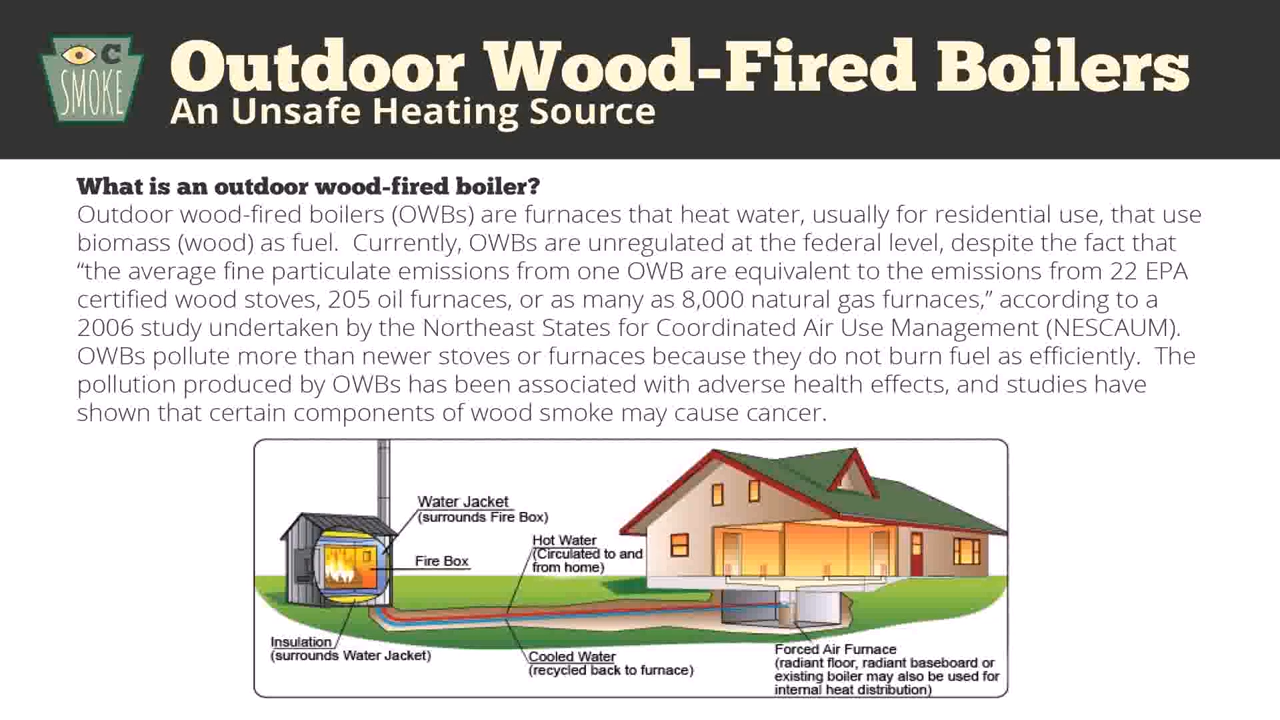 C
SMOKE
Outdoor Wood-Fired Boilers
An Unsafe Heating Source
What is an outdoor wood-fired boiler?
Outdoor wood-fired boilers (OWBs) are furnaces that heat water, usually for residential use, that use
biomass (wood) as fuel.  Currently, OWBs are unregulated at the federal level, despite the fact that
“the average fine particulate emissions from one OWB are equivalent to the emissions from 22 EPA
certified wood stoves, 205 oil furnaces, or as many as 8,000 natural gas furnaces,” according to a
2006 study undertaken by the Northeast States for Coordinated Air Use Management (NESCAUM).
OWBs pollute more than newer stoves or furnaces because they do not burn fuel as efficiently.  The
pollution produced by OWBs has been associated with adverse health effects, and studies have
shown that certain components of wood smoke may cause cancer.
Water Jacket
(surrounds Fire Box)
Hot Water
(Circulated to and
from home)
Fire Box
Insulation
(surrounds Water Jacket)
Cooled Water
(recycled back to furnace)
Forced Air Furnace
(radiant floor, radiant baseboard or
existing boiler may also be used for
internal heat distribution)